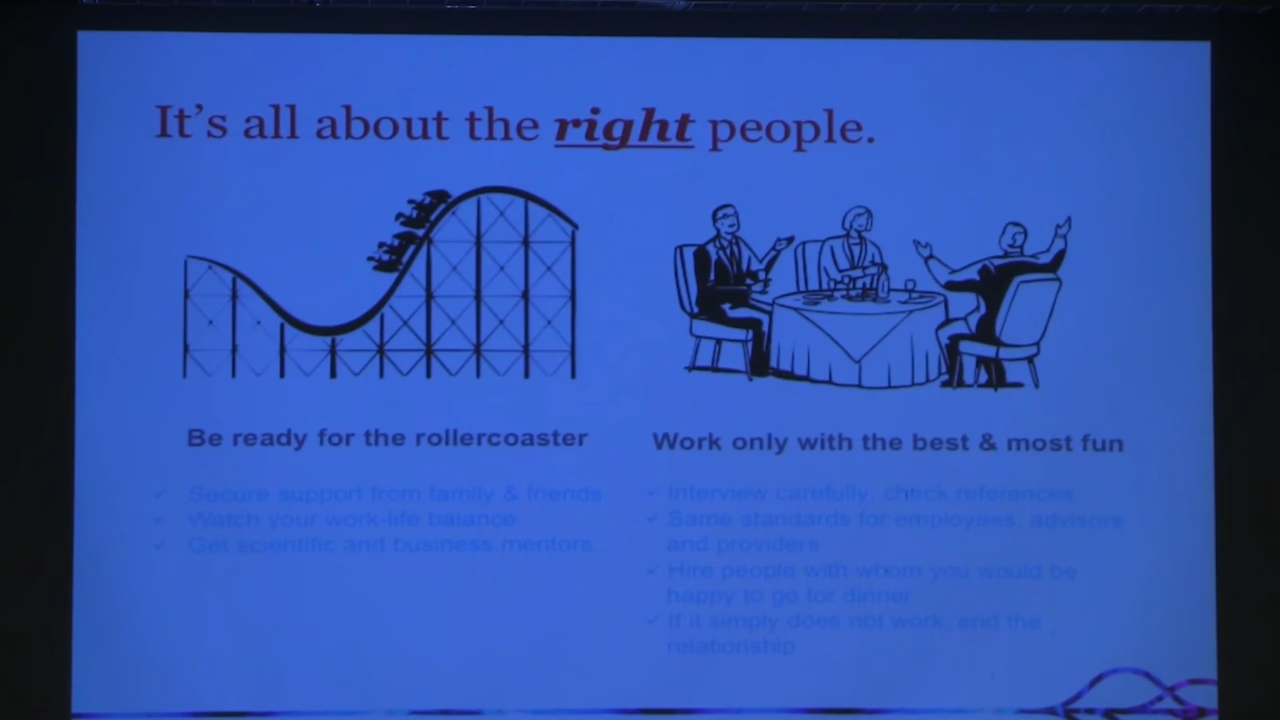 It's all about the right people.
Be ready for the rollercoaster
✓ Secure support from family & friends
✓ Watch your work-life balance
✓ Get scientific and business mentors
Work only with the best & most fun
✓ Interview carefully, check references
✓ Same standards for employees, advisors
and providers
✓ Hire people with whom you would be
happy to go for dinner
✓ If it simply does not work, end the
relationship